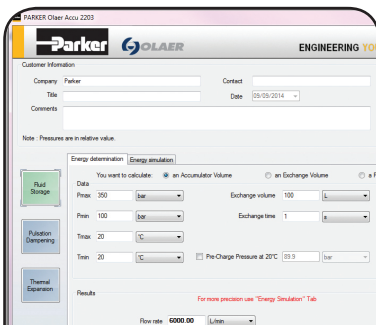 PARKER Olaer Accu 2203
Parker OLAER ENGINEERING YO
Customer Information
Company Parker Contact
Title Date 09/09/2014
Comments
Note : Pressures are in relative value.
Energy determination Energy simulation
You want to calculate: an Accumulator Volume an Exchange Volume a F
Data
Fluid Storage
Pmax 350 bar Exchange volume 100 L
Pmin 100 bar Exchange time 1 s
Pulsation Dampening
Tmax 20 °C
Tmin 20 °C Pre-Charge Pressure at 20°C 89.9 bar
Thermal Expansion
Results
For more precision use "Energy Simulation" Tab
Flow rate 6000.00 L/min